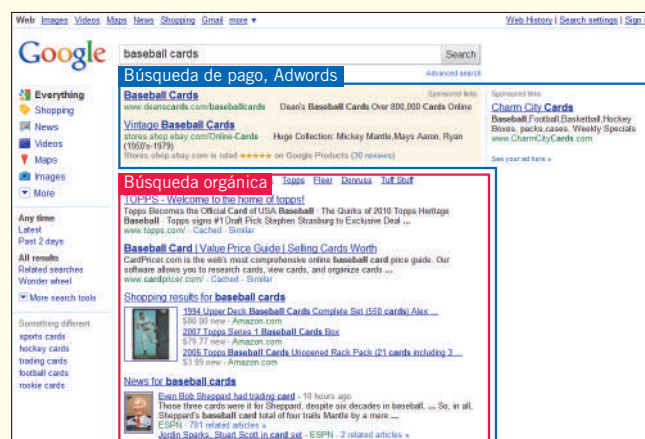 Web Images Videos Maps News Shopping Gmail more ▼
Web History | Search settings | Sign
Google
baseball cards
Search
Advanced search
Búsqueda de pago, Adwords
Baseball Cards
Sponsored links
www.deanscards.com/baseballcards Dean's Baseball Cards Over 800,000 Cards Online
Vintage Baseball Cards
stores.shop.ebay.com/Online-Cards Huge Collection: Mickey Mantle,Mays Aaron, Ryan
(1950's-1979)
Stores.shop.ebay.com is rated ★★★★★ on Google Products (30 reviews)
Sponsored links
Charm City Cards
Baseball,Football,Basketball,Hockey
Boxes, packs,cases, Weekly Specials
www.CharmCityCards.com
See your ad here »
Everything
Shopping
News
Videos
Maps
Images
More
Any time
Latest
Past 2 days
All results
Related searches
Wonder wheel
More search tools
Something different
sports cards
hockey cards
trading cards
football cards
rookie cards
Búsqueda orgánica
Topps Fleer Donruss Tuff Stuff
TOPPS - Welcome to the home of topps!
Topps Becomes the Official Card of USA Baseball · The Quirks of 2010 Topps Heritage
Baseball · Topps signs #1 Draft Pick Stephen Strasburg to Exclusive Deal ...
www.topps.com/ - Cached - Similar
Baseball Card | Value Price Guide | Selling Cards Worth
CardPricer.com is the web's most comprehensive online baseball card price guide. Our
software allows you to research cards, view cards, and organize cards ...
www.cardpricer.com/ - Cached - Similar
Shopping results for baseball cards
1994 Upper Deck Baseball Cards Complete Set (550 cards) Alex ...
$80.00 new - Amazon.com
2007 Topps Series 1 Baseball Cards Box
$79.77 new - Amazon.com
2006 Topps Baseball Cards Unopened Rack Pack (21 cards including 3 ...
$3.99 new - Amazon.com
News for baseball cards
Even Bob Sheppard had trading card - 10 hours ago
Those three cards were it for Sheppard, despite six decades in baseball. ... So, in all,
Sheppard's baseball card total of four trails Mantle by a mere ...
ESPN - 781 related articles »
Jordin Sparks, Stuart Scott in card set - ESPN - 2 related articles »